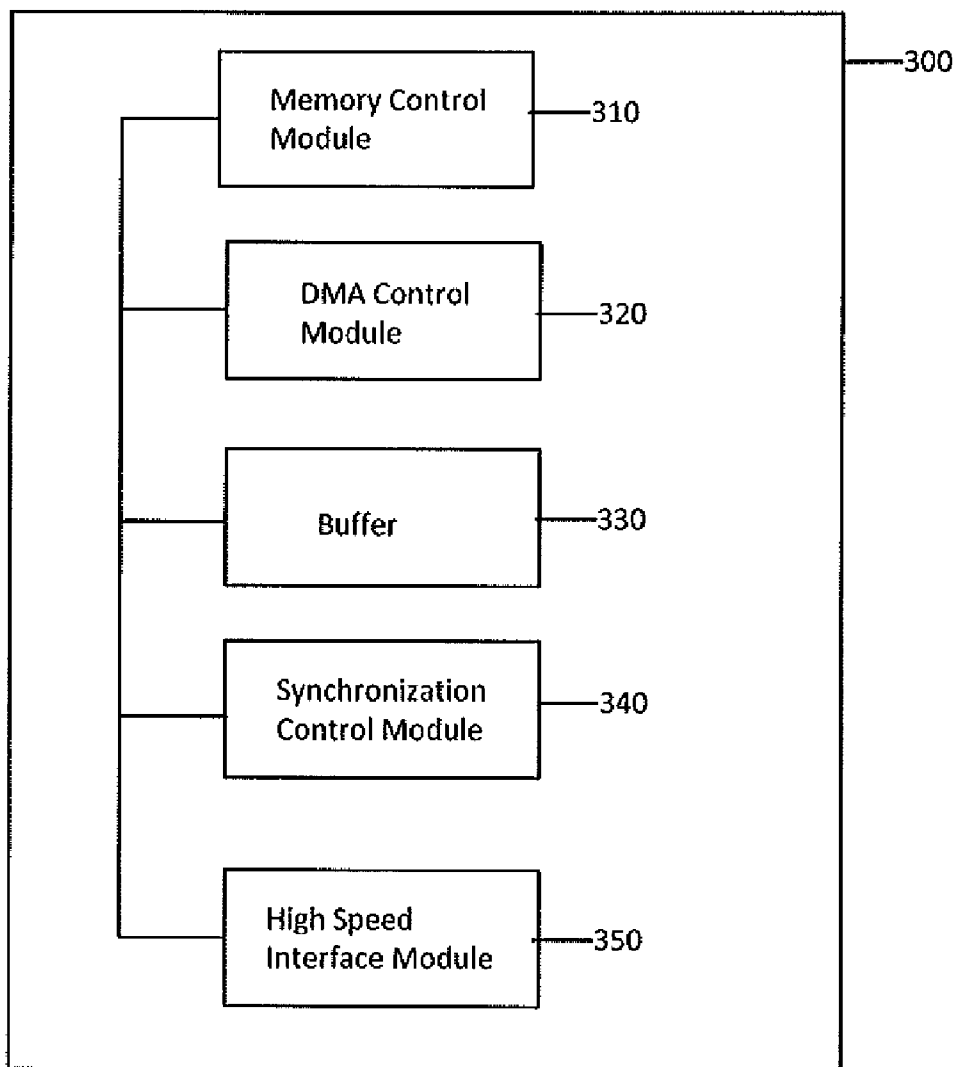 300
Memory Control
Module
310
DMA Control
Module
320
Buffer
330
Synchronization
Control Module
340
High Speed
Interface Module
350